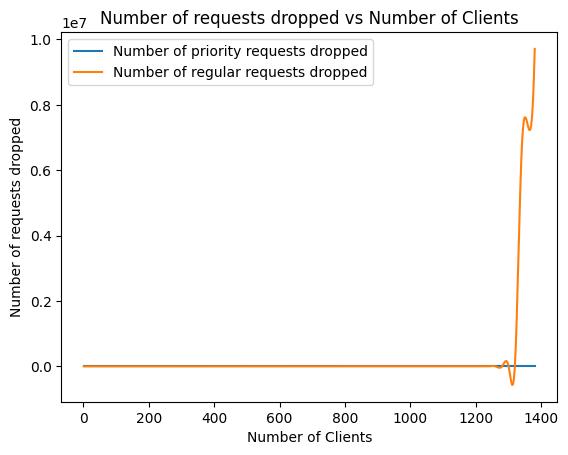 Number of requests dropped vs Number of Clients
1e7
Number of priority requests dropped
Number of regular requests dropped
Number of requests dropped
1.0
0.8
0.6
0.4
0.2
0.0
0 200 400 600 800 1000 1200 1400
Number of Clients